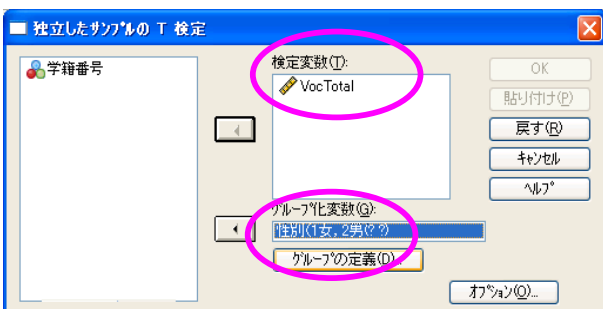 独立したサンプルの T 検定
学籍番号
検定変数(T):
VocTotal
グループ化変数(G):
性別(1女, 2男(? ?)
グループの定義(D)...
OK
貼り付け(P)
戻す(R)
キャンセル
ヘルプ
オプション(O)...